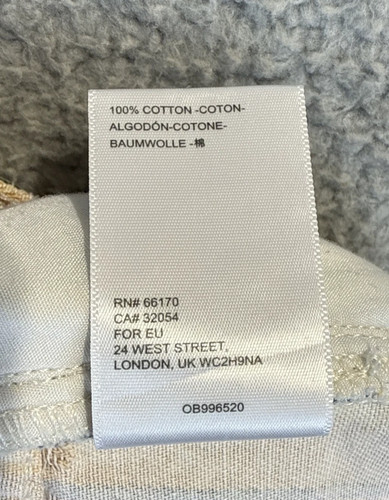 100% COTTON -COTON-
ALGODÓN-COTONE-
BAUMWOLLE -棉
RN# 66170
CA# 32054
FOR EU
24 WEST STREET,
LONDON, UK WC2H9NA
OB996520